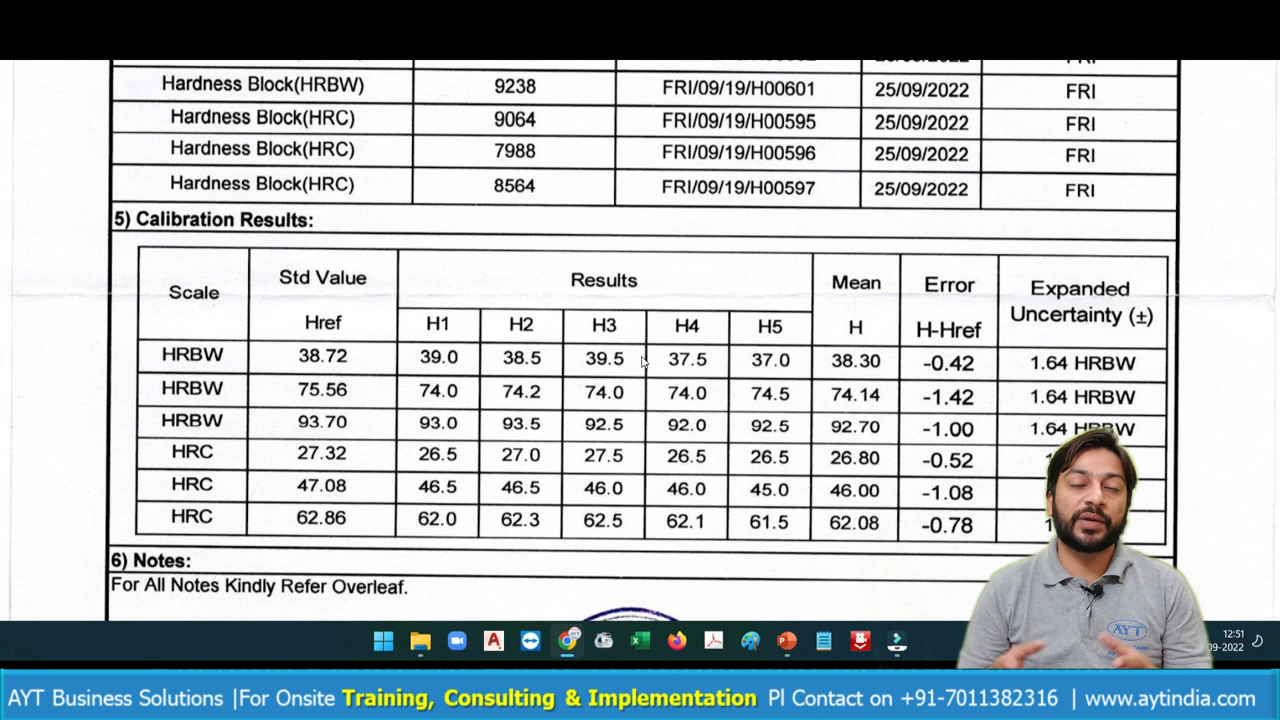 25/09/2022 FRI
Hardness Block(HRBW) 9238 FRI/09/19/H00601 25/09/2022 FRI
Hardness Block(HRC) 9064 FRI/09/19/H00595 25/09/2022 FRI
Hardness Block(HRC) 7988 FRI/09/19/H00596 25/09/2022 FRI
Hardness Block(HRC) 8564 FRI/09/19/H00597 25/09/2022 FRI
5) Calibration Results:
Scale Std Value Href Results Mean H Error H-Href Expanded Uncertainty (±)
H1 H2 H3 H4 H5
HRBW 38.72 39.0 38.5 39.5 37.5 37.0 38.30 -0.42 1.64 HRBW
HRBW 75.56 74.0 74.2 74.0 74.0 74.5 74.14 -1.42 1.64 HRBW
HRBW 93.70 93.0 93.5 92.5 92.0 92.5 92.70 -1.00 1.64 HRBW
HRC 27.32 26.5 27.0 27.5 26.5 26.5 26.80 -0.52
HRC 47.08 46.5 46.5 46.0 46.0 45.0 46.00 -1.08
HRC 62.86 62.0 62.3 62.5 62.1 61.5 62.08 -0.78
6) Notes:
For All Notes Kindly Refer Overleaf.
AYT
12:51
09-2022
AYT Business Solutions |For Onsite Training, Consulting & Implementation Pl Contact on +91-7011382316 | www.aytindia.com